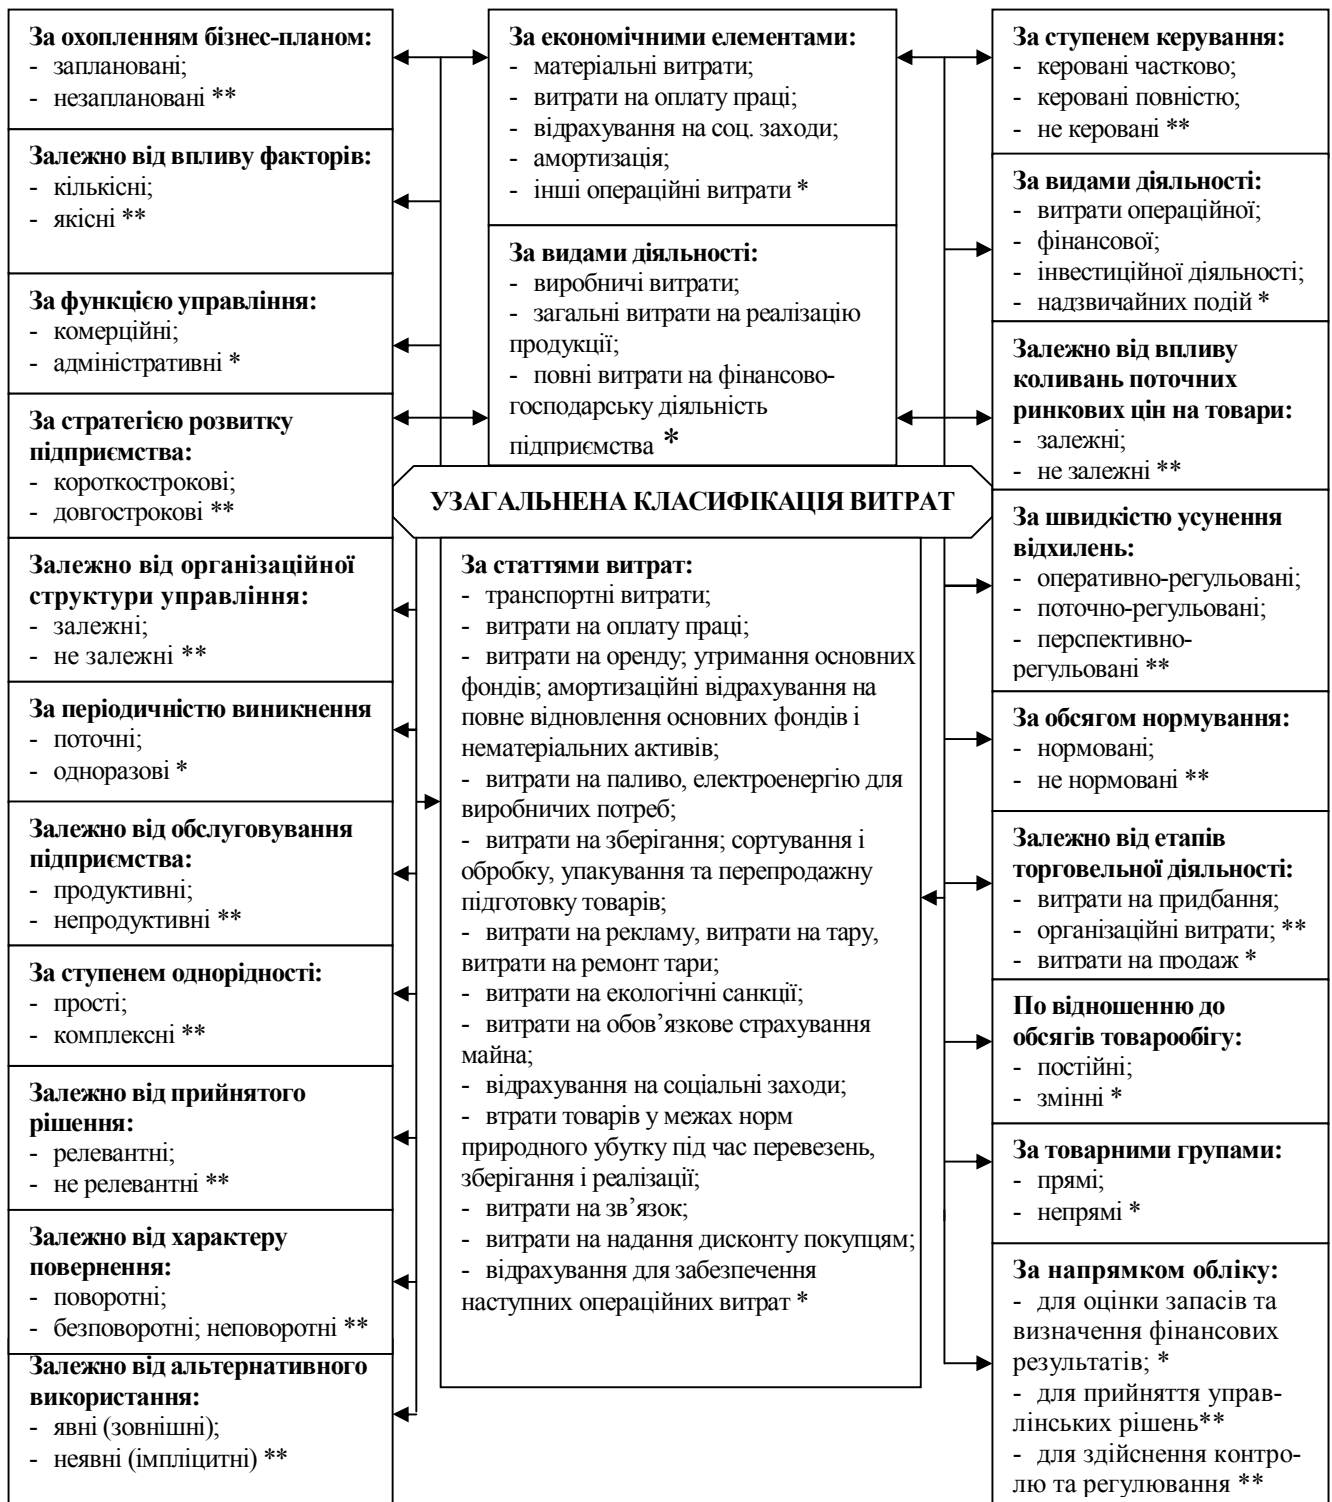 За охопленням бізнес-планом:
- заплановані;
- незаплановані **
Залежно від впливу факторів:
- кількісні;
- якісні **
За функцією управління:
- комерційні;
- адміністративні *
За стратегією розвитку
підприємства:
- короткострокові;
- довгострокові **
Залежно від організаційної
структури управління:
- залежні;
- не залежні **
За періодичністю виникнення
- поточні;
- одноразові *
Залежно від обслуговування
підприємства:
- продуктивні;
- непродуктивні **
За ступенем однорідності:
- прості;
- комплексні **
Залежно від прийнятого
рішення:
- релевантні;
- не релевантні **
Залежно від характеру
повернення:
- поворотні;
- безповоротні; неповоротні **
Залежно від альтернативного
використання:
- явні (зовнішні);
- неявні (імпліцитні) **
За економічними елементами:
- матеріальні витрати;
- витрати на оплату праці;
- відрахування на соц. заходи;
- амортизація;
- інші операційні витрати *
За видами діяльності:
- виробничі витрати;
- загальні витрати на реалізацію
продукції;
- повні витрати на фінансово-
господарську діяльність
підприємства *
УЗАГАЛЬНЕНА КЛАСИФІКАЦІЯ ВИТРАТ
За статтями витрат:
- транспортні витрати;
- витрати на оплату праці;
- витрати на оренду; утримання основних
фондів; амортизаційні відрахування на
повне відновлення основних фондів і
нематеріальних активів;
- витрати на паливо, електроенергію для
виробничих потреб;
- витрати на зберігання; сортування і
обробку, упакування та перепродажну
підготовку товарів;
- витрати на рекламу, витрати на тару,
витрати на ремонт тари;
- витрати на екологічні санкції;
- витрати на обов’язкове страхування
майна;
- відрахування на соціальні заходи;
- втрати товарів у межах норм
природного убутку під час перевезень,
зберігання і реалізації;
- витрати на зв’язок;
- витрати на надання дисконту покупцям;
- відрахування для забезпечення
наступних операційних витрат *
За ступенем керування:
- керовані частково;
- керовані повністю;
- не керовані **
За видами діяльності:
- витрати операційної;
- фінансової;
- інвестиційної діяльності;
- надзвичайних подій *
Залежно від впливу
коливань поточних
ринкових цін на товари:
- залежні;
- не залежні **
За швидкістю усунення
відхилень:
- оперативно-регульовані;
- поточно-регульовані;
- перспективно-
регульовані **
За обсягом нормування:
- нормовані;
- не нормовані **
Залежно від етапів
торговельної діяльності:
- витрати на придбання;
- організаційні витрати; **
- витрати на продаж *
По відношенню до
обсягів товарообігу:
- постійні;
- змінні *
За товарними групами:
- прямі;
- непрямі *
За напрямком обліку:
- для оцінки запасів та
визначення фінансових
результатів; *
- для прийняття управ-
лінських рішень**
- для здійснення контро-
лю та регулювання **